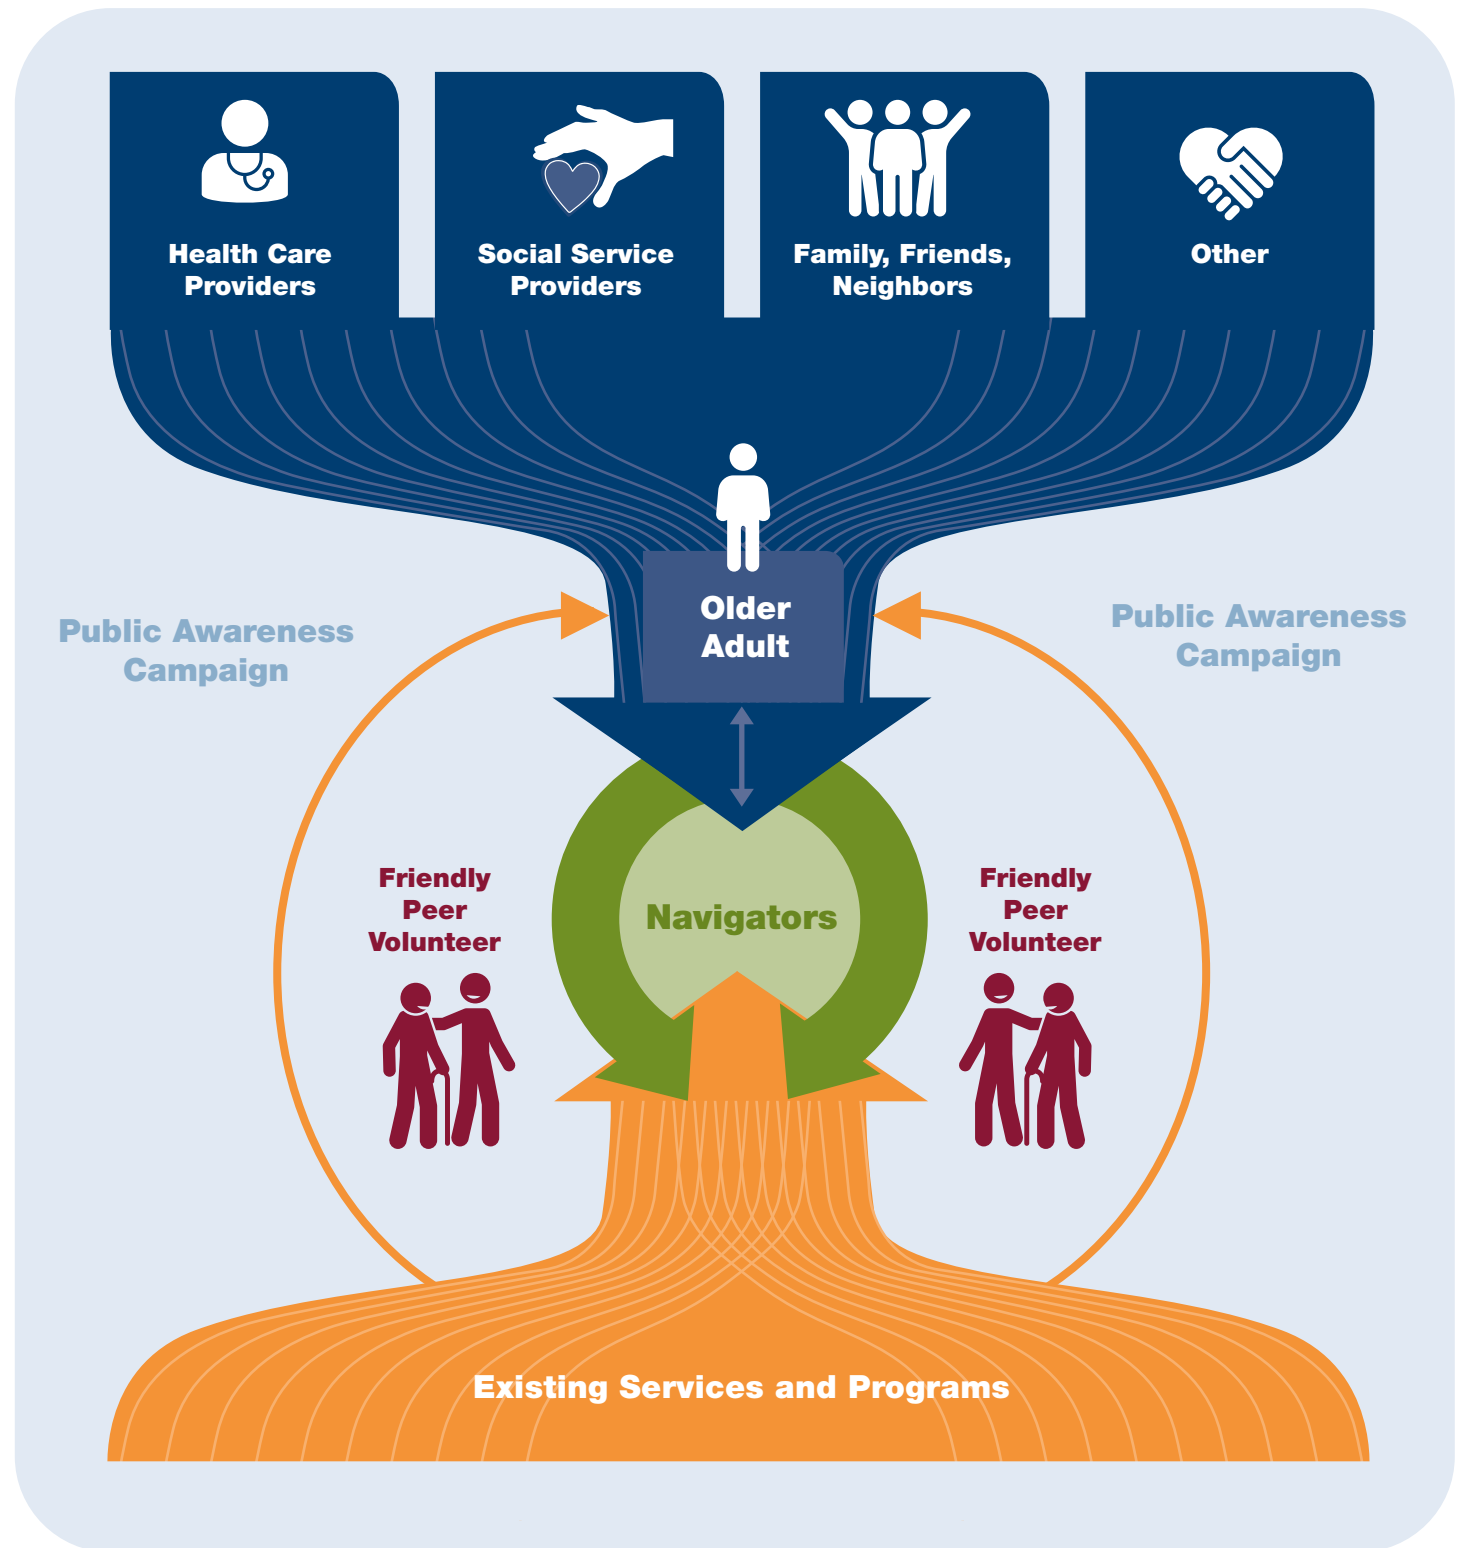 Health Care
Providers
Social Service
Providers
Family, Friends,
Neighbors
Other
Older
Adult
Public Awareness
Campaign
Public Awareness
Campaign
Friendly
Peer
Volunteer
Navigators
Friendly
Peer
Volunteer
Existing Services and Programs